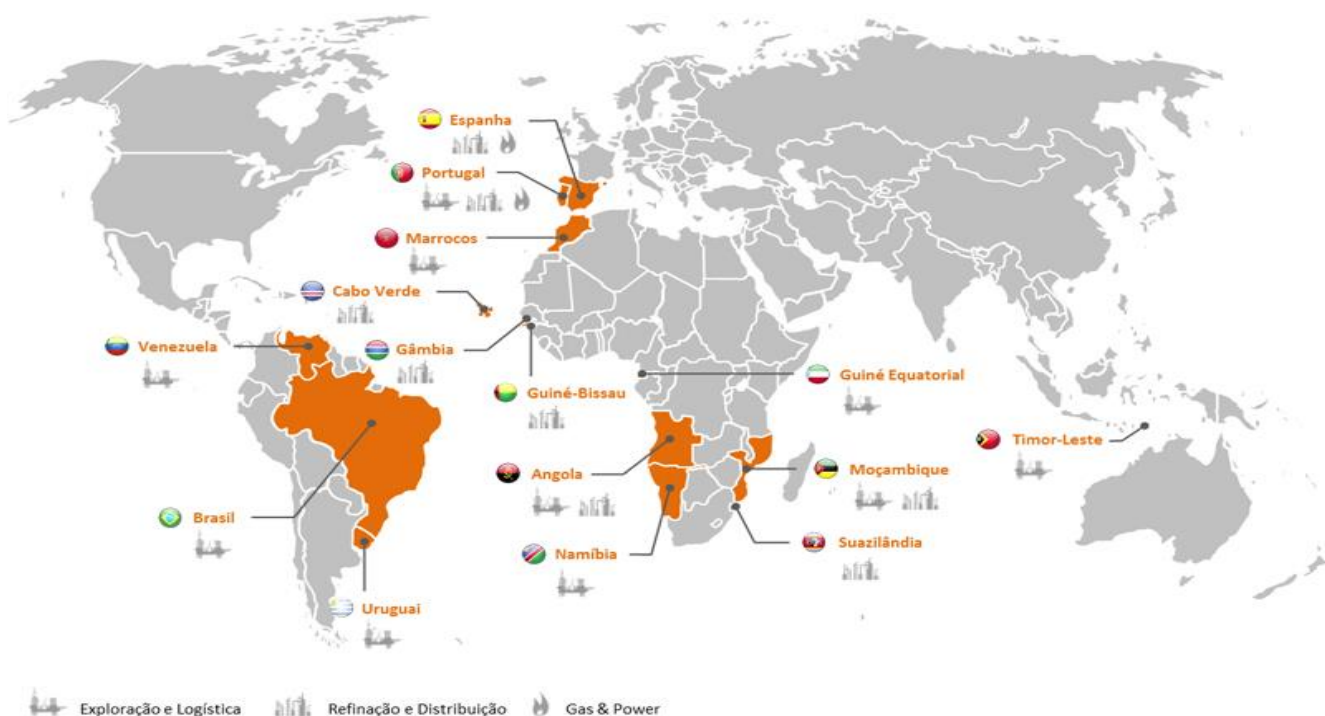 Espanha
Portugal
Marrocos
Cabo Verde
Venezuela
Gâmbia
Guiné Equatorial
Guiné-Bissau
Timor-Leste
Angola
Moçambique
Brasil
Suazilândia
Namíbia
Uruguai
Exploração e Logística
Refinação e Distribuição
Gas & Power